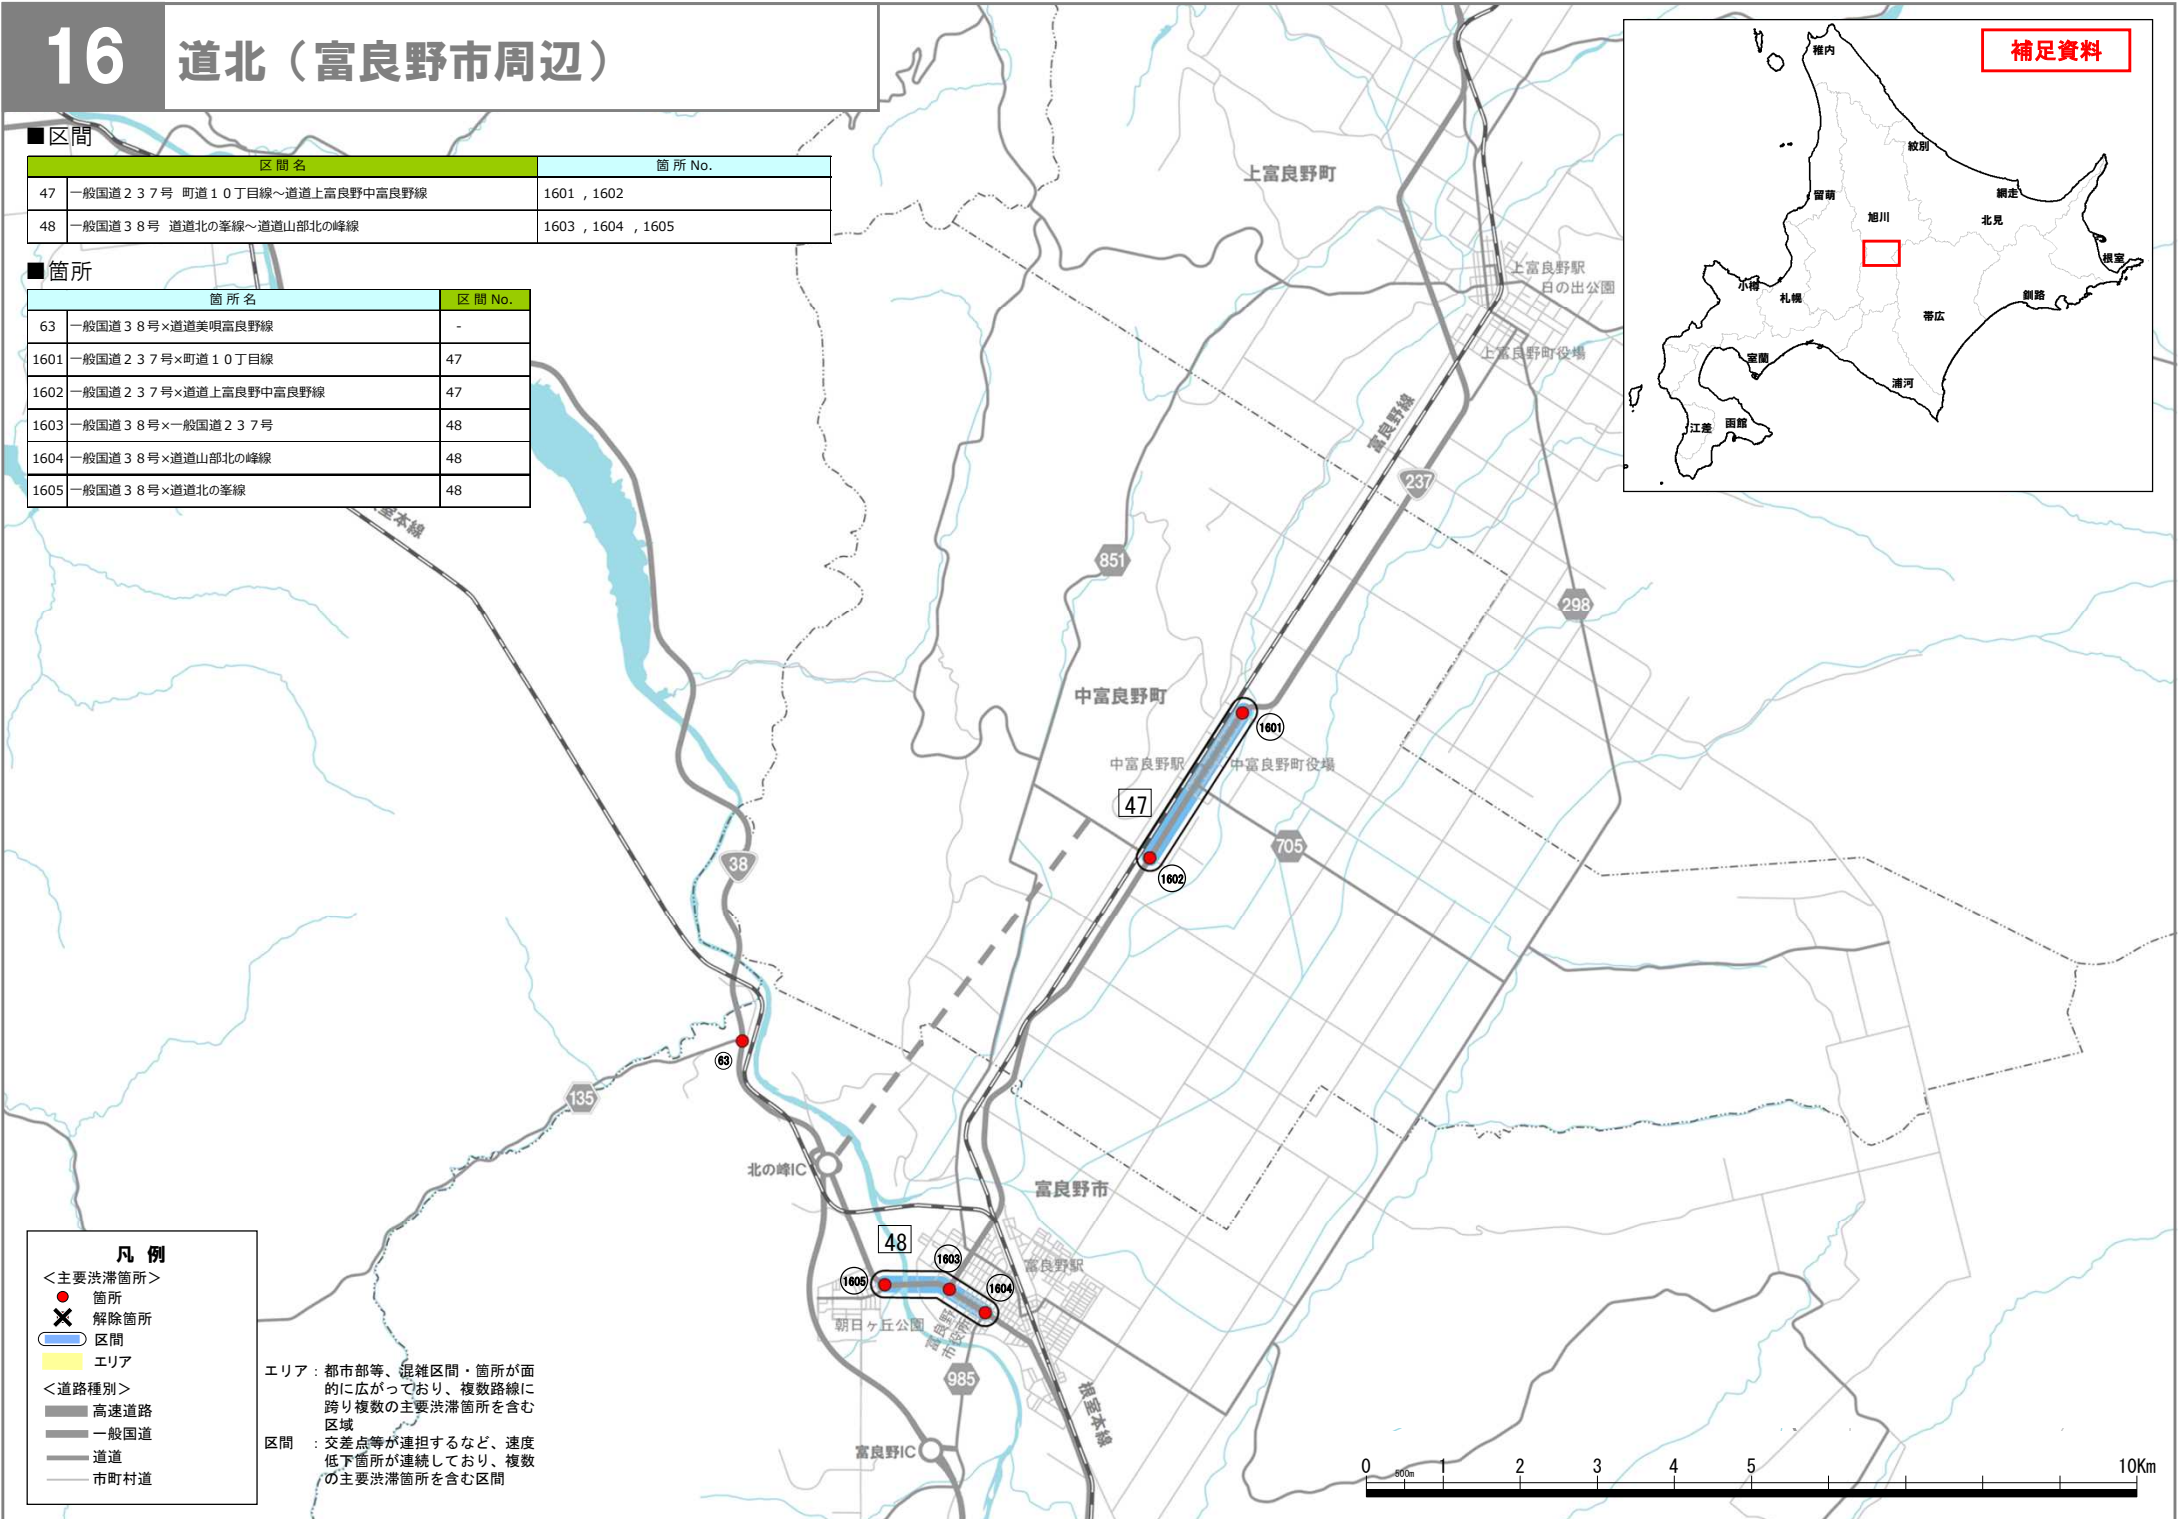 16
道北（富良野市周辺）
補足資料
■区間
区 間 名 箇 所 No.
47 一般国道２３７号 町道１０丁目線～道道上富良野中富良野線 1601 , 1602
48 一般国道３８号 道道北の峯線～道道山部北の峰線 1603 , 1604 , 1605
■箇所
箇 所 名 区 間 No.
63 一般国道３８号×道道美唄富良野線 -
1601 一般国道２３７号×町道１０丁目線 47
1602 一般国道２３７号×道道上富良野中富良野線 47
1603 一般国道３８号×一般国道２３７号 48
1604 一般国道３８号×道道山部北の峰線 48
1605 一般国道３８号×道道北の峯線 48
稚内
紋別
網走
留萌
旭川
北見
根室
小樽
札幌
釧路
帯広
室蘭
浦河
江差
函館
上富良野町
上富良野駅
日の出公園
上富良野町役場
富良野線
237
室本線
851
298
中富良野町
1601
中富良野駅
中富良野町役場
47
705
1602
38
63
135
北の峰IC
富良野市
48
1603
富良野駅
1605
1604
朝日ヶ丘公園
富良野
市役所
985
根室本線
富良野IC
凡 例
＜主要渋滞箇所＞
箇所
解除箇所
区間
エリア
＜道路種別＞
高速道路
一般国道
道道
市町村道
エリア：都市部等、混雑区間・箇所が面
的に広がっており、複数路線に
跨り複数の主要渋滞箇所を含む
区域
区間 ：交差点等が連担するなど、速度
低下箇所が連続しており、複数
の主要渋滞箇所を含む区間
0 500m 1 2 3 4 5 10Km